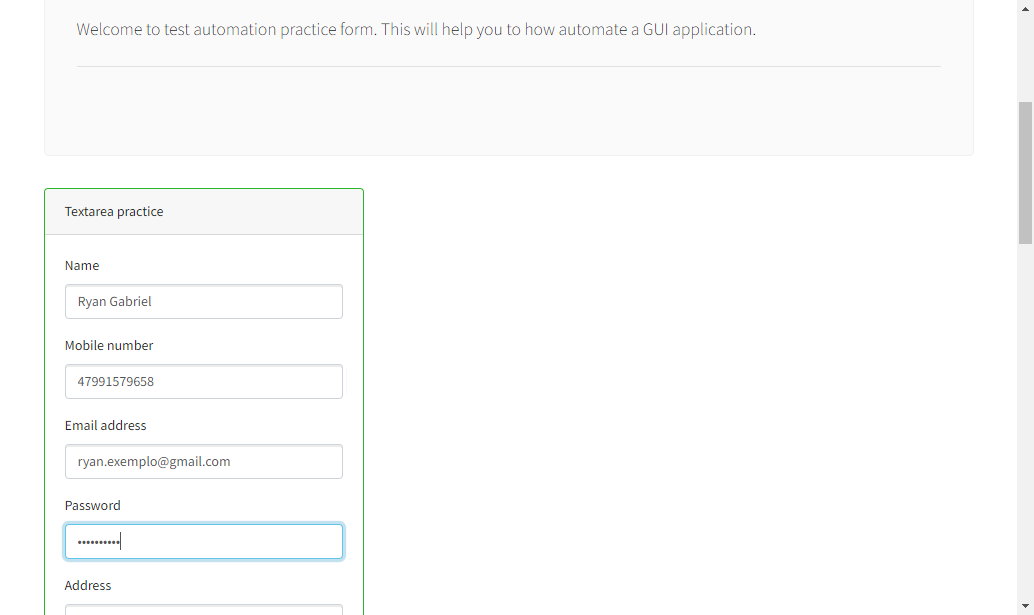 Welcome to test automation practice form. This will help you to how automate a GUI application.
Textarea practice
Name
Ryan Gabriel
Mobile number
47991579658
Email address
ryan.exemplo@gmail.com
Password
••••••••••
Address